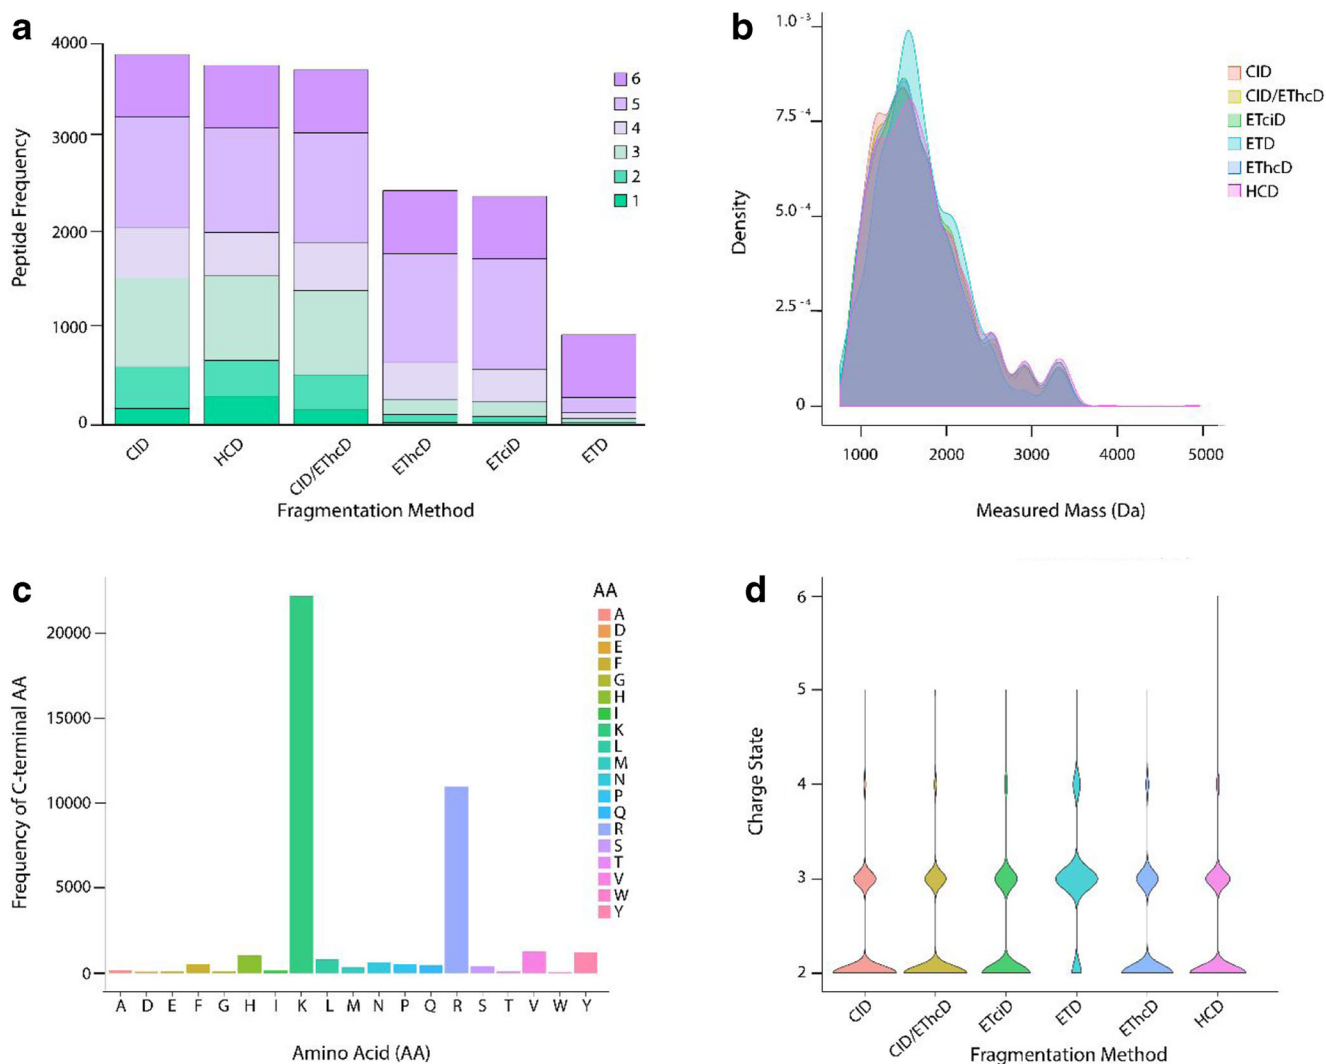 a
4000
3000
2000
1000
0
Peptide Frequency
6
5
4
3
2
1
CID
HCD
CID/EThcD
EThcD
ETciD
ETD
Fragmentation Method
b
1.0⁻³
7.5⁻⁴
5.0⁻⁴
2.5⁻⁴
0
Density
CID
CID/EThcD
ETciD
ETD
EThcD
HCD
1000
2000
3000
4000
5000
Measured Mass (Da)
c
20000
15000
10000
5000
0
Frequency of C-terminal AA
AA
A
D
E
F
G
H
I
K
L
M
N
P
Q
R
S
T
V
W
Y
A D E F G H I K L M N P Q R S T V W Y
Amino Acid (AA)
d
6
5
4
3
2
Charge State
CID
CID/EThcD
ETciD
ETD
EThcD
HCD
Fragmentation Method